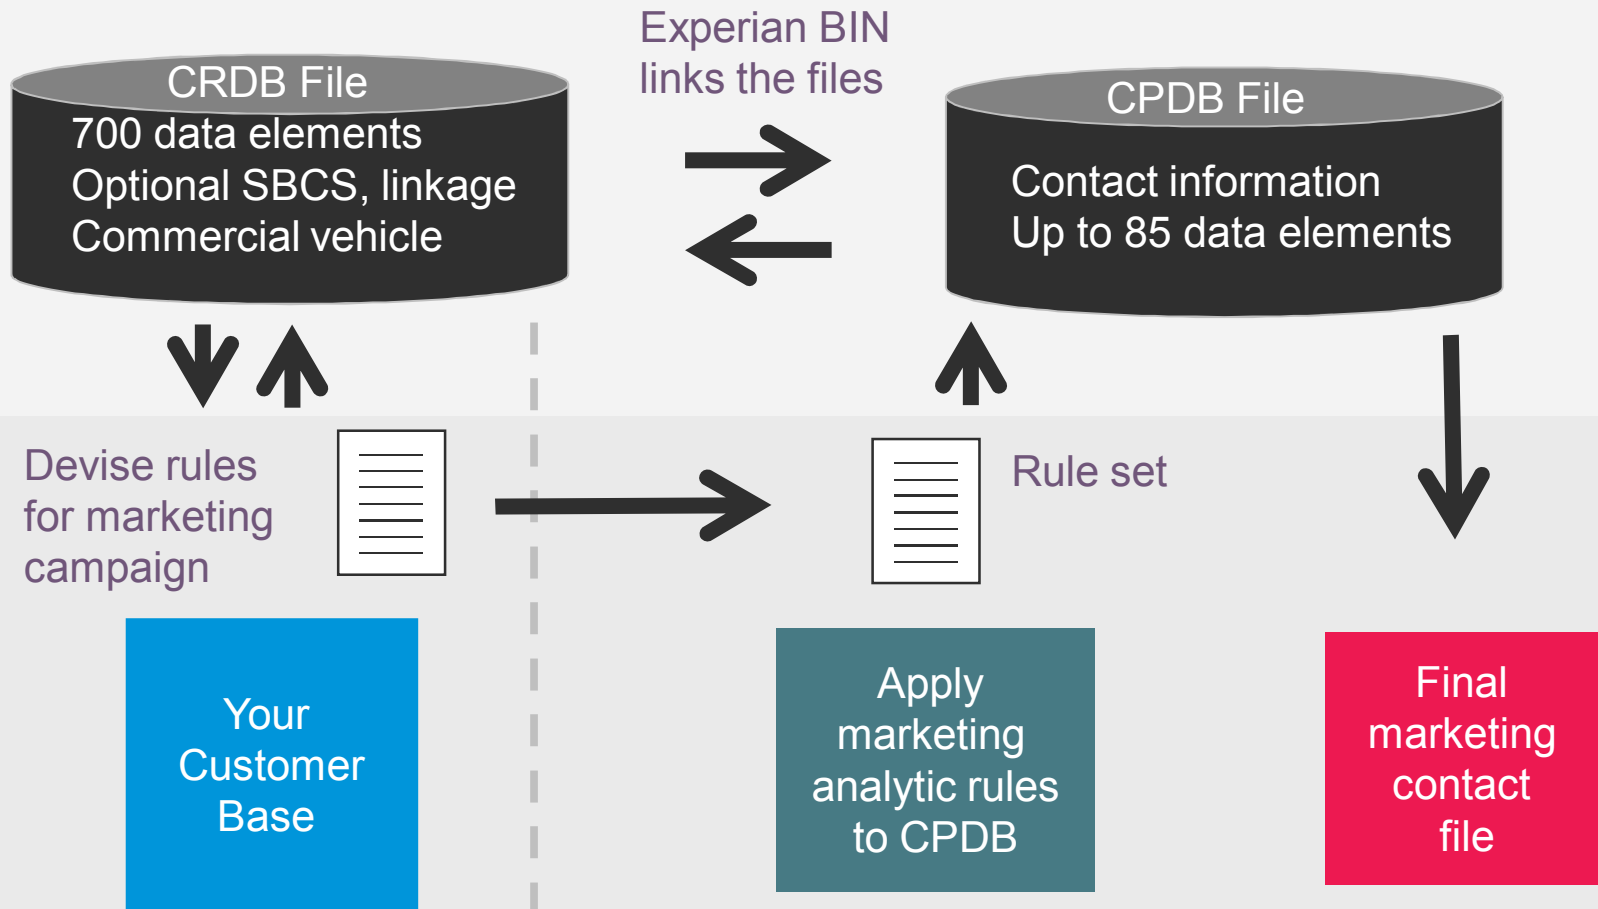 Experian BIN
links the files
CRDB File
700 data elements
Optional SBCS, linkage
Commercial vehicle
CPDB File
Contact information
Up to 85 data elements
Devise rules
for marketing
campaign
Rule set
Your
Customer
Base
Apply
marketing
analytic rules
to CPDB
Final
marketing
contact
file